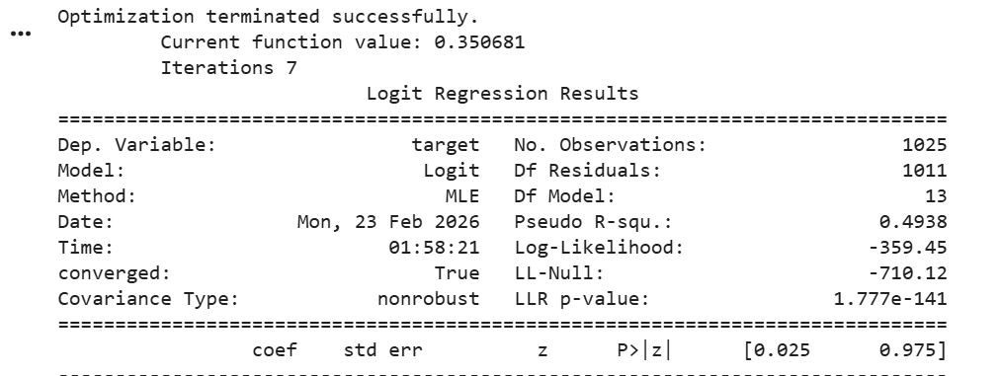 Optimization terminated successfully.
...
Current function value: 0.350681
Iterations 7
Logit Regression Results
==============================================================================
Dep. Variable: target No. Observations: 1025
Model: Logit Df Residuals: 1011
Method: MLE Df Model: 13
Date: Mon, 23 Feb 2026 Pseudo R-squ.: 0.4938
Time: 01:58:21 Log-Likelihood: -359.45
converged: True LL-Null: -710.12
Covariance Type: nonrobust LLR p-value: 1.777e-141
==============================================================================
coef std err z P>|z| [0.025 0.975]
------------------------------------------------------------------------------